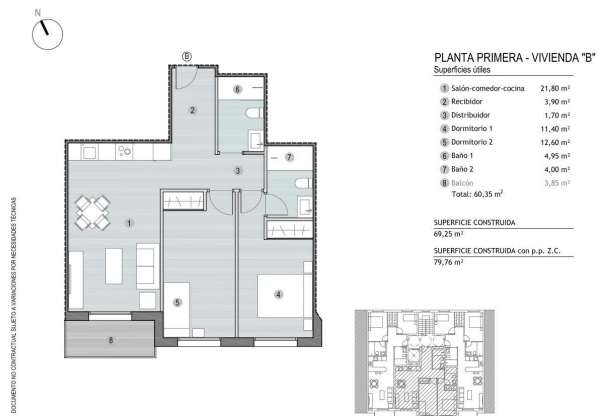 N
B
PLANTA PRIMERA - VIVIENDA "B"
Superficies útiles
1 Salón-comedor-cocina 21,80 m²
2 Recibidor 3,90 m²
3 Distribuidor 1,70 m²
4 Dormitorio 1 11,40 m²
5 Dormitorio 2 12,60 m²
6 Baño 1 4,95 m²
7 Baño 2 4,00 m²
8 Balcón 3,85 m²
Total: 60,35 m²
SUPERFICIE CONSTRUIDA
69,25 m²
SUPERFICIE CONSTRUIDA con p.p. Z.C.
79,76 m²
6
2
7
3
1
5
4
8
DOCUMENTO NO CONTRACTUAL SUJETO A VARIACIONES POR NECESIDADES TÉCNICAS